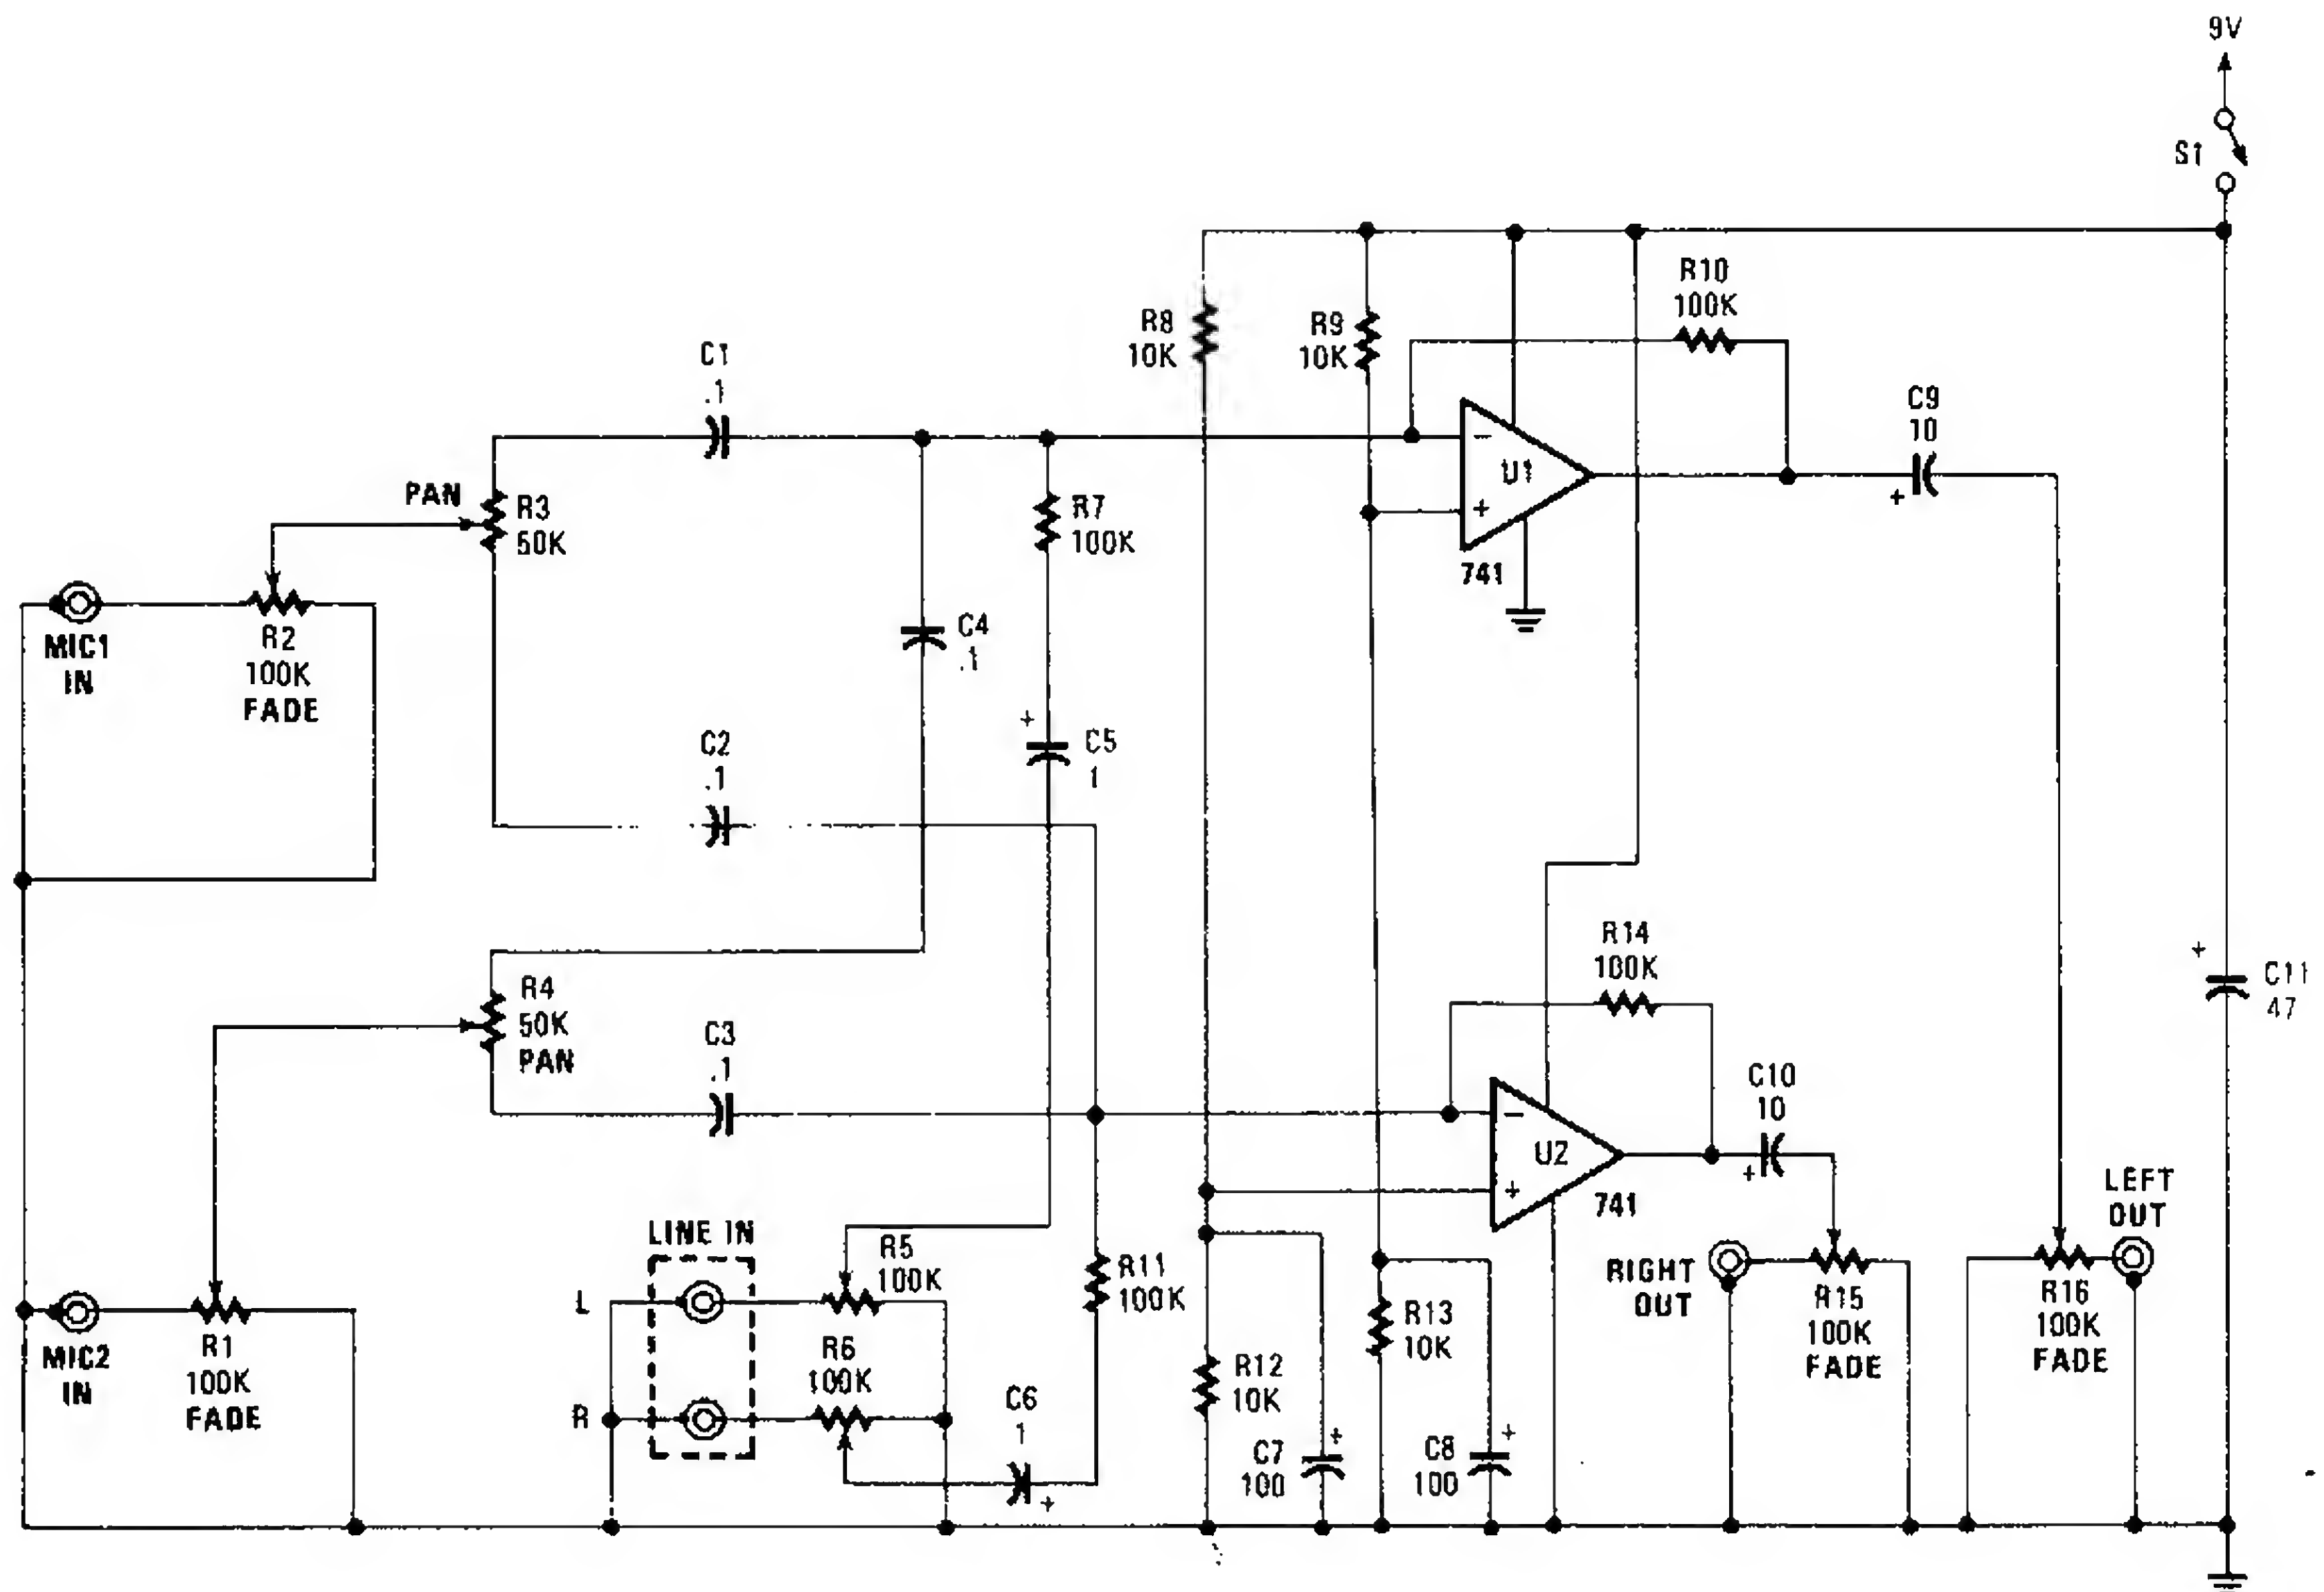 9V
S1
R10
100K
R8
10K
R9
10K
C1
.1
C9
10
+
PAN
R3
50K
R7
100K
−
U1
+
741
MIC1
IN
R2
100K
FADE
C4
.1
C2
.1
+
C5
1
R14
100K
+
C11
47
R4
50K
PAN
C3
.1
C10
10
+
−
U2
+
741
LEFT
OUT
LINE IN
R5
100K
L
R11
100K
RIGHT
OUT
R15
100K
FADE
R16
100K
FADE
MIC2
IN
R1
100K
FADE
R6
100K
R
R13
10K
R12
10K
C6
1
+
C7
100
+
C8
100
+